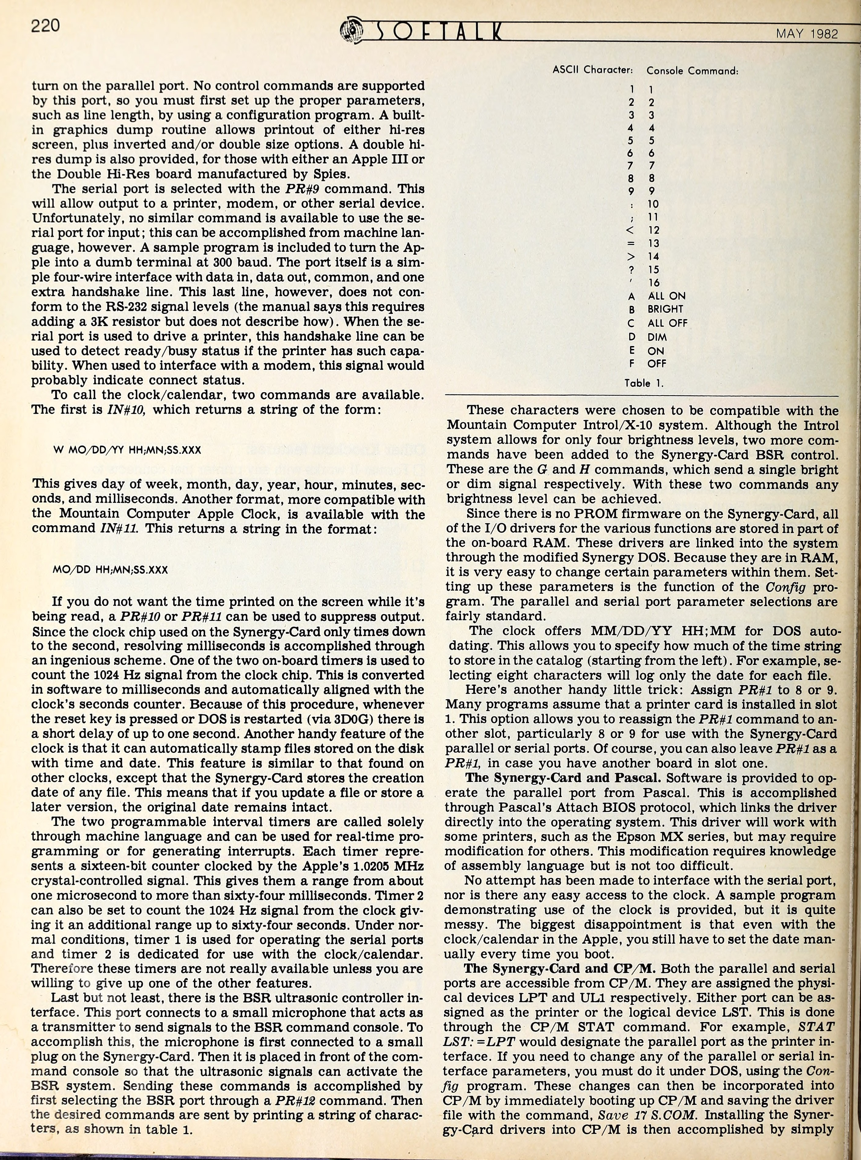 220
SOFTALK
MAY 1982
turn on the parallel port. No control commands are supported
by this port, so you must first set up the proper parameters,
such as line length, by using a configuration program. A built-
in graphics dump routine allows printout of either hi-res
screen, plus inverted and/or double size options. A double hi-
res dump is also provided, for those with either an Apple III or
the Double Hi-Res board manufactured by Spies.
The serial port is selected with the PR#9 command. This
will allow output to a printer, modem, or other serial device.
Unfortunately, no similar command is available to use the se-
rial port for input; this can be accomplished from machine lan-
guage, however. A sample program is included to turn the Ap-
ple into a dumb terminal at 300 baud. The port itself is a sim-
ple four-wire interface with data in, data out, common, and one
extra handshake line. This last line, however, does not con-
form to the RS-232 signal levels (the manual says this requires
adding a 3K resistor but does not describe how). When the se-
rial port is used to drive a printer, this handshake line can be
used to detect ready/busy status if the printer has such capa-
bility. When used to interface with a modem, this signal would
probably indicate connect status.
To call the clock/calendar, two commands are available.
The first is IN#10, which returns a string of the form:
W MO/DD/YY HH;MN;SS.XXX
This gives day of week, month, day, year, hour, minutes, sec-
onds, and milliseconds. Another format, more compatible with
the Mountain Computer Apple Clock, is available with the
command IN#11. This returns a string in the format:
MO/DD HH;MN;SS.XXX
If you do not want the time printed on the screen while it's
being read, a PR#10 or PR#11 can be used to suppress output.
Since the clock chip used on the Synergy-Card only times down
to the second, resolving milliseconds is accomplished through
an ingenious scheme. One of the two on-board timers is used to
count the 1024 Hz signal from the clock chip. This is converted
in software to milliseconds and automatically aligned with the
clock's seconds counter. Because of this procedure, whenever
the reset key is pressed or DOS is restarted (via 3D0G) there is
a short delay of up to one second. Another handy feature of the
clock is that it can automatically stamp files stored on the disk
with time and date. This feature is similar to that found on
other clocks, except that the Synergy-Card stores the creation
date of any file. This means that if you update a file or store a
later version, the original date remains intact.
The two programmable interval timers are called solely
through machine language and can be used for real-time pro-
gramming or for generating interrupts. Each timer repre-
sents a sixteen-bit counter clocked by the Apple's 1.0205 MHz
crystal-controlled signal. This gives them a range from about
one microsecond to more than sixty-four milliseconds. Timer 2
can also be set to count the 1024 Hz signal from the clock giv-
ing it an additional range up to sixty-four seconds. Under nor-
mal conditions, timer 1 is used for operating the serial ports
and timer 2 is dedicated for use with the clock/calendar.
Therefore these timers are not really available unless you are
willing to give up one of the other features.
Last but not least, there is the BSR ultrasonic controller in-
terface. This port connects to a small microphone that acts as
a transmitter to send signals to the BSR command console. To
accomplish this, the microphone is first connected to a small
plug on the Synergy-Card. Then it is placed in front of the com-
mand console so that the ultrasonic signals can activate the
BSR system. Sending these commands is accomplished by
first selecting the BSR port through a PR#12 command. Then
the desired commands are sent by printing a string of charac-
ters, as shown in table 1.
ASCII Character: Console Command:
1 1
2 2
3 3
4 4
5 5
6 6
7 7
8 8
9 9
: 10
; 11
< 12
= 13
> 14
? 15
' 16
A ALL ON
B BRIGHT
C ALL OFF
D DIM
E ON
F OFF
Table 1.
These characters were chosen to be compatible with the
Mountain Computer Introl/X-10 system. Although the Introl
system allows for only four brightness levels, two more com-
mands have been added to the Synergy-Card BSR control.
These are the G and H commands, which send a single bright
or dim signal respectively. With these two commands any
brightness level can be achieved.
Since there is no PROM firmware on the Synergy-Card, all
of the I/O drivers for the various functions are stored in part of
the on-board RAM. These drivers are linked into the system
through the modified Synergy DOS. Because they are in RAM,
it is very easy to change certain parameters within them. Set-
ting up these parameters is the function of the Config pro-
gram. The parallel and serial port parameter selections are
fairly standard.
The clock offers MM/DD/YY HH;MM for DOS auto-
dating. This allows you to specify how much of the time string
to store in the catalog (starting from the left). For example, se-
lecting eight characters will log only the date for each file.
Here's another handy little trick: Assign PR#1 to 8 or 9.
Many programs assume that a printer card is installed in slot
1. This option allows you to reassign the PR#1 command to an-
other slot, particularly 8 or 9 for use with the Synergy-Card
parallel or serial ports. Of course, you can also leave PR#1 as a
PR#1, in case you have another board in slot one.
The Synergy-Card and Pascal. Software is provided to op-
erate the parallel port from Pascal. This is accomplished
through Pascal's Attach BIOS protocol, which links the driver
directly into the operating system. This driver will work with
some printers, such as the Epson MX series, but may require
modification for others. This modification requires knowledge
of assembly language but is not too difficult.
No attempt has been made to interface with the serial port,
nor is there any easy access to the clock. A sample program
demonstrating use of the clock is provided, but it is quite
messy. The biggest disappointment is that even with the
clock/calendar in the Apple, you still have to set the date man-
ually every time you boot.
The Synergy-Card and CP/M. Both the parallel and serial
ports are accessible from CP/M. They are assigned the physi-
cal devices LPT and UL1 respectively. Either port can be as-
signed as the printer or the logical device LST. This is done
through the CP/M STAT command. For example, STAT
LST:=LPT would designate the parallel port as the printer in-
terface. If you need to change any of the parallel or serial in-
terface parameters, you must do it under DOS, using the Con-
fig program. These changes can then be incorporated into
CP/M by immediately booting up CP/M and saving the driver
file with the command, Save 17 S.COM. Installing the Syner-
gy-Card drivers into CP/M is then accomplished by simply